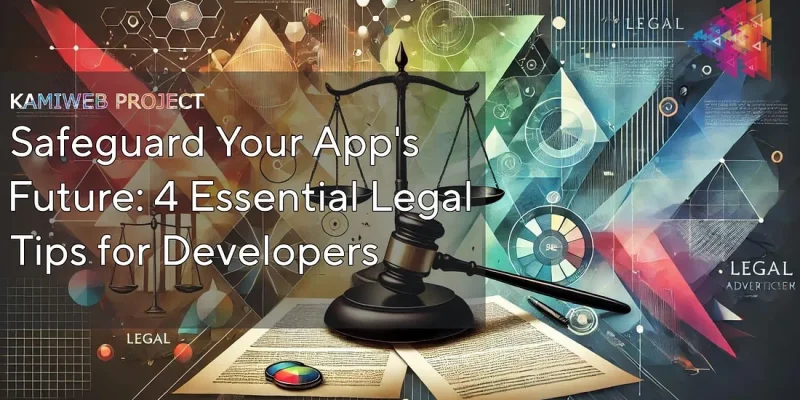 LEGAL
KAMIWEB PROJECT
Safeguard Your App's
Future: 4 Essential Legal
Tips for Developers
LEGAL
LEGAL